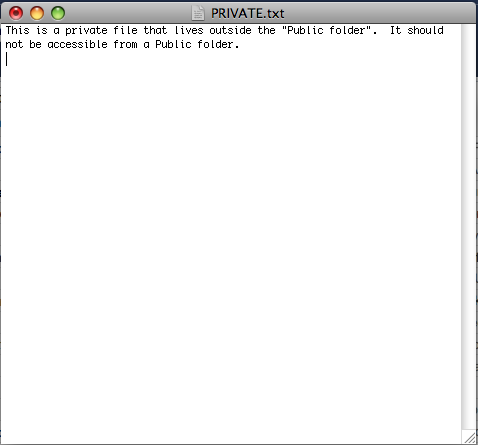 PRIVATE.txt
This is a private file that lives outside the "Public folder".  It should
not be accessible from a Public folder.